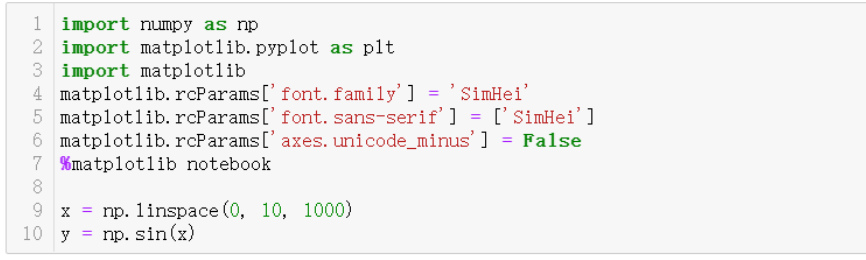 1 import numpy as np
2 import matplotlib.pyplot as plt
3 import matplotlib
4 matplotlib.rcParams['font.family'] = 'SimHei'
5 matplotlib.rcParams['font.sans-serif'] = ['SimHei']
6 matplotlib.rcParams['axes.unicode_minus'] = False
7 %matplotlib notebook
8
9 x = np.linspace(0, 10, 1000)
10 y = np.sin(x)